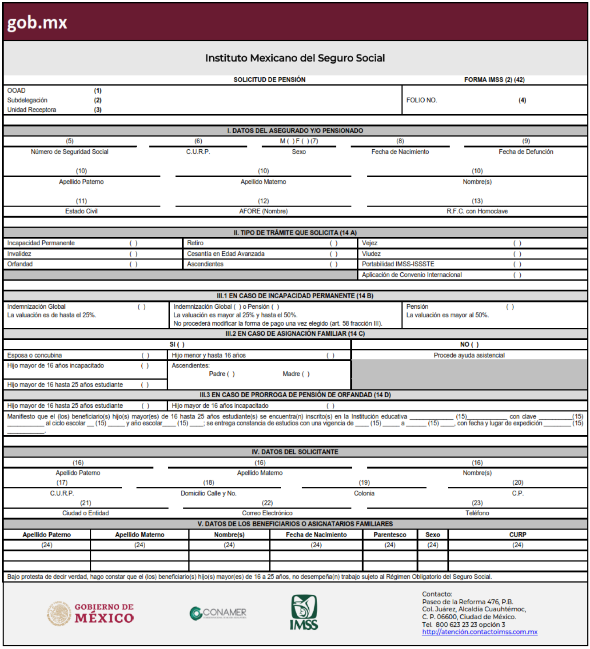 gob.mx
Instituto Mexicano del Seguro Social
SOLICITUD DE PENSIÓN FORMA IMSS (2) (42)
OOAD (1)
Subdelegación (2) FOLIO NO. (4)
Unidad Receptora (3)
I. DATOS DEL ASEGURADO Y/O PENSIONADO
(5) (6) M ( ) F ( ) (7) (8) (9)
Número de Seguridad Social C.U.R.P. Sexo Fecha de Nacimiento Fecha de Defunción
(10) (10) (10)
Apellido Paterno Apellido Materno Nombre(s)
(11) (12) (13)
Estado Civil AFORE (Nombre) R.F.C. con Homoclave
II. TIPO DE TRÁMITE QUE SOLICITA (14 A)
Incapacidad Permanente ( ) Retiro ( ) Vejez ( )
Invalidez ( ) Cesantía en Edad Avanzada ( ) Viudez ( )
Orfandad ( ) Ascendientes ( ) Portabilidad IMSS-ISSSTE ( )
Aplicación de Convenio Internacional ( )
III.1 EN CASO DE INCAPACIDAD PERMANENTE (14 B)
Indemnización Global ( ) Indemnización Global ( ) o Pensión ( ) Pensión ( )
La valuación es de hasta el 25%. La valuación es mayor al 25% y hasta el 50%. La valuación es mayor al 50%.
No procederá modificar la forma de pago una vez elegido (art. 58 fracción III).
III.2 EN CASO DE ASIGNACIÓN FAMILIAR (14 C)
SI ( ) NO ( )
Esposa o concubina ( ) Hijo menor y hasta 16 años ( ) Procede ayuda asistencial
Hijo mayor de 16 años incapacitado ( ) Ascendientes:
Padre ( ) Madre ( )
Hijo mayor de 16 hasta 25 años estudiante ( )
III.3 EN CASO DE PRORROGA DE PENSIÓN DE ORFANDAD (14 D)
Hijo mayor de 16 hasta 25 años estudiante ( ) Hijo mayor de 16 años incapacitado ( )
Manifiesto que el (los) beneficiario(s) hijo(s) mayor(es) de 16 hasta 25 años estudiante(s) se encuentra(n) inscrito(s) en la Institución educativa ____________ (15)____________ con clave __________(15)
__________ al ciclo escolar __ (15) _____ y año escolar____ (15) ____; se entrega constancia de estudios con una vigencia de ____ (15) _____ a ______ (15) ____, con fecha y lugar de expedición ________ (15)
__________.
IV. DATOS DEL SOLICITANTE
(16) (16) (16)
Apellido Paterno Apellido Materno Nombre(s)
(17) (18) (19) (20)
C.U.R.P. Domicilio Calle y No. Colonia C.P.
(21) (22) (23)
Ciudad o Entidad Correo Electrónico Teléfono
V. DATOS DE LOS BENEFICIARIOS O ASIGNATARIOS FAMILIARES
Apellido Paterno Apellido Materno Nombre(s) Fecha de Nacimiento Parentesco Sexo CURP
(24) (24) (24) (24) (24) (24) (24)
Bajo protesta de decir verdad, hago constar que el (los) beneficiario(s) hijo(s) mayor(es) de 16 a 25 años, no desempeña(n) trabajo sujeto al Régimen Obligatorio del Seguro Social.
GOBIERNO DE
MÉXICO
CONAMER
IMSS
Contacto:
Paseo de la Reforma 476, P.B.
Col. Juárez, Alcaldía Cuauhtémoc,
C. P. 06600, Ciudad de México.
Tel. 800 623 23 23 opción 3
http://atención.contactoimss.com.mx